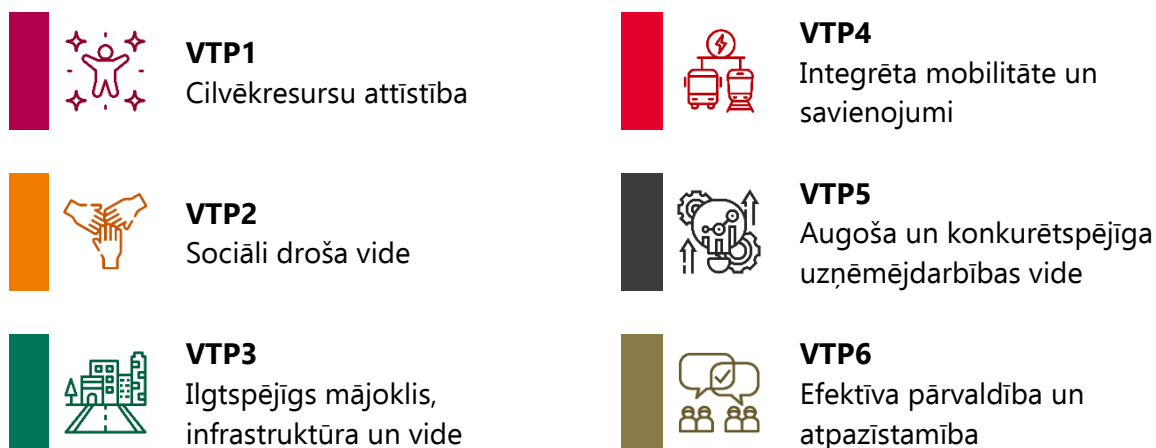 VTP1
Cilvēkresursu attīstība
VTP2
Sociāli droša vide
VTP3
Ilgtspējīgs mājoklis,
infrastruktūra un vide
VTP4
Integrēta mobilitāte un
savienojumi
VTP5
Augoša un konkurētspējīga
uzņēmējdarbības vide
VTP6
Efektīva pārvaldība un
atpazīstamība